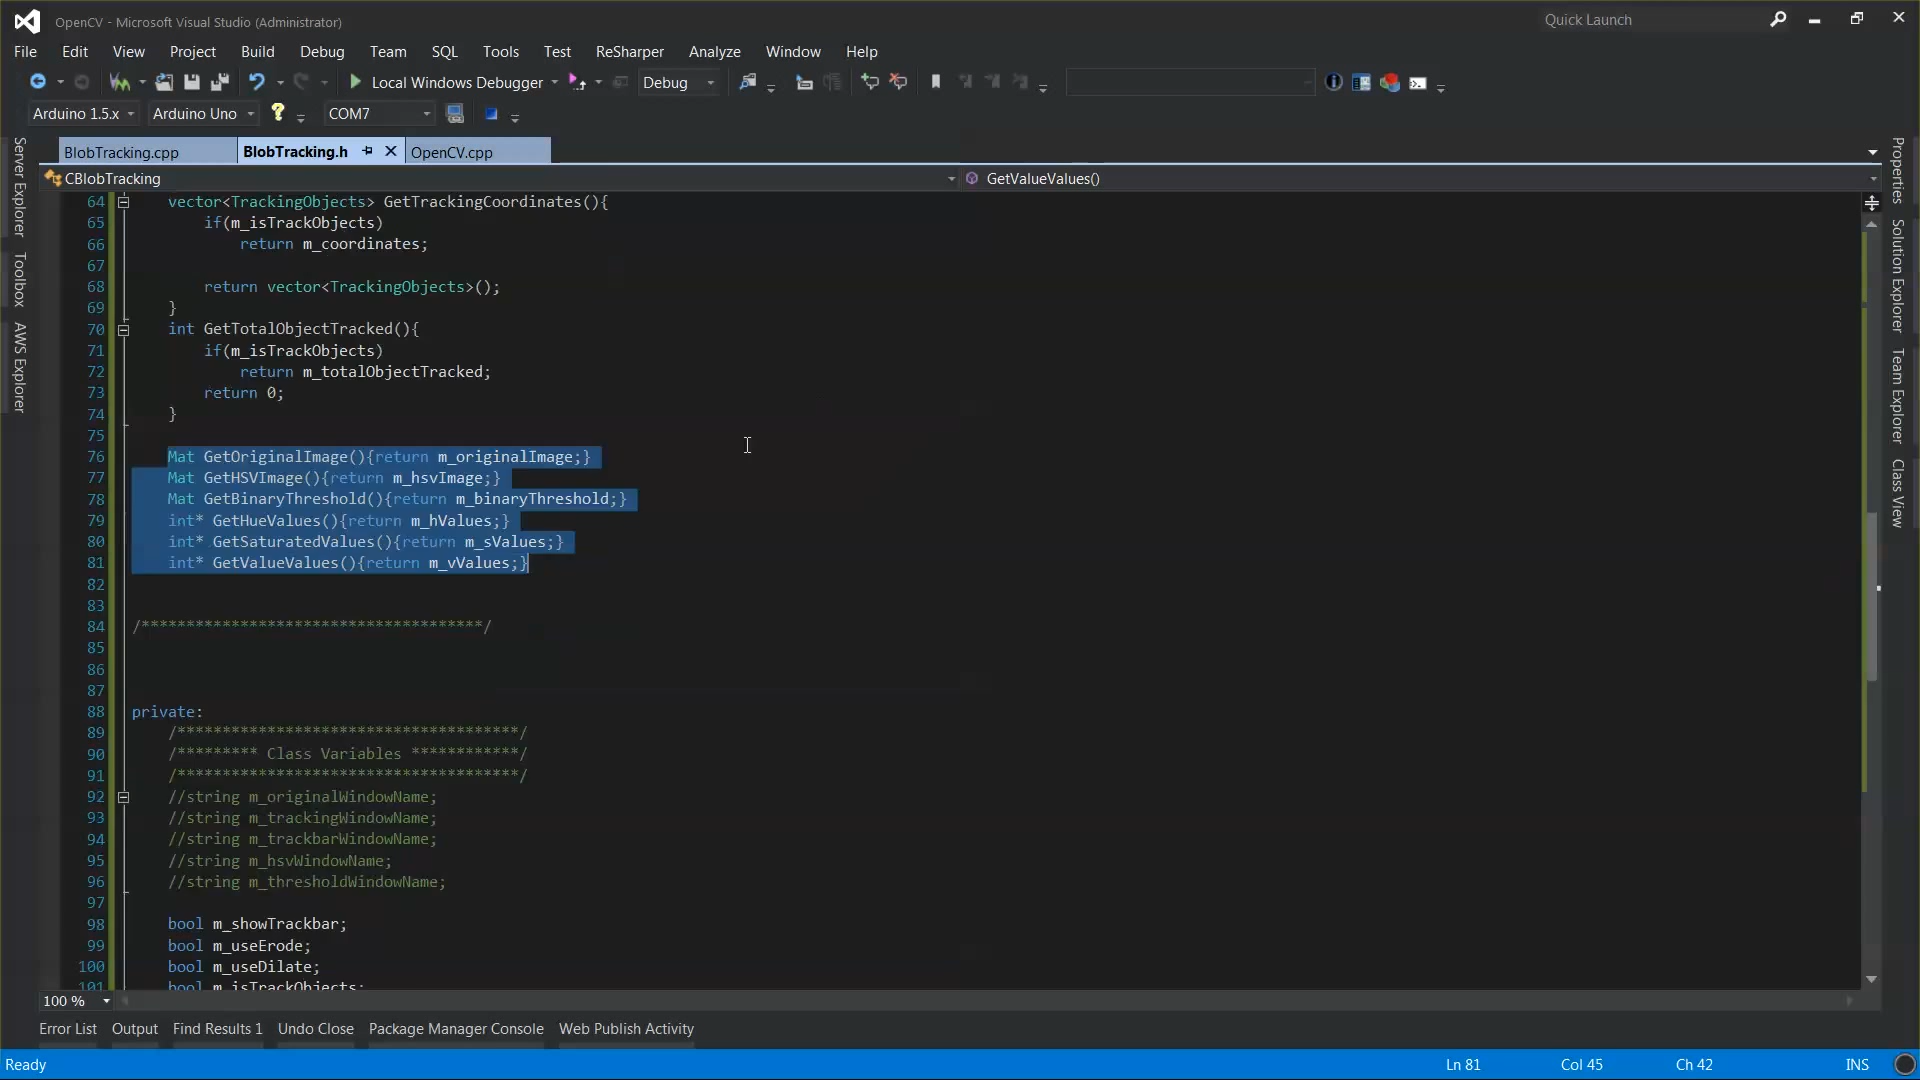 OpenCV - Microsoft Visual Studio (Administrator)
Quick Launch
File Edit View Project Build Debug Team SQL Tools Test ReSharper Analyze Window Help
Local Windows Debugger Debug
Arduino 1.5.x Arduino Uno COM7
BlobTracking.cpp BlobTracking.h OpenCV.cpp
CBlobTracking GetValueValues()
Server Explorer
Toolbox
AWS Explorer
64 vector<TrackingObjects> GetTrackingCoordinates(){
65 if(m_isTrackObjects)
66 return m_coordinates;
67
68 return vector<TrackingObjects>();
69 }
70 int GetTotalObjectTracked(){
71 if(m_isTrackObjects)
72 return m_totalObjectTracked;
73 return 0;
74 }
75
76 Mat GetOriginalImage(){return m_originalImage;}
77 Mat GetHSVImage(){return m_hsvImage;}
78 Mat GetBinaryThreshold(){return m_binaryThreshold;}
79 int* GetHueValues(){return m_hValues;}
80 int* GetSaturatedValues(){return m_sValues;}
81 int* GetValueValues(){return m_vValues;}
82
83
84 /**************************************/
85
86
87
88 private:
89 /**************************************/
90 /********* Class Variables ************/
91 /**************************************/
92 //string m_originalWindowName;
93 //string m_trackingWindowName;
94 //string m_trackbarWindowName;
95 //string m_hsvWindowName;
96 //string m_thresholdWindowName;
97
98 bool m_showTrackbar;
99 bool m_useErode;
100 bool m_useDilate;
101 bool m_isTrackObjects;
Properties
Solution Explorer
Team Explorer
Class View
100 %
Error List Output Find Results 1 Undo Close Package Manager Console Web Publish Activity
Ready Ln 81 Col 45 Ch 42 INS